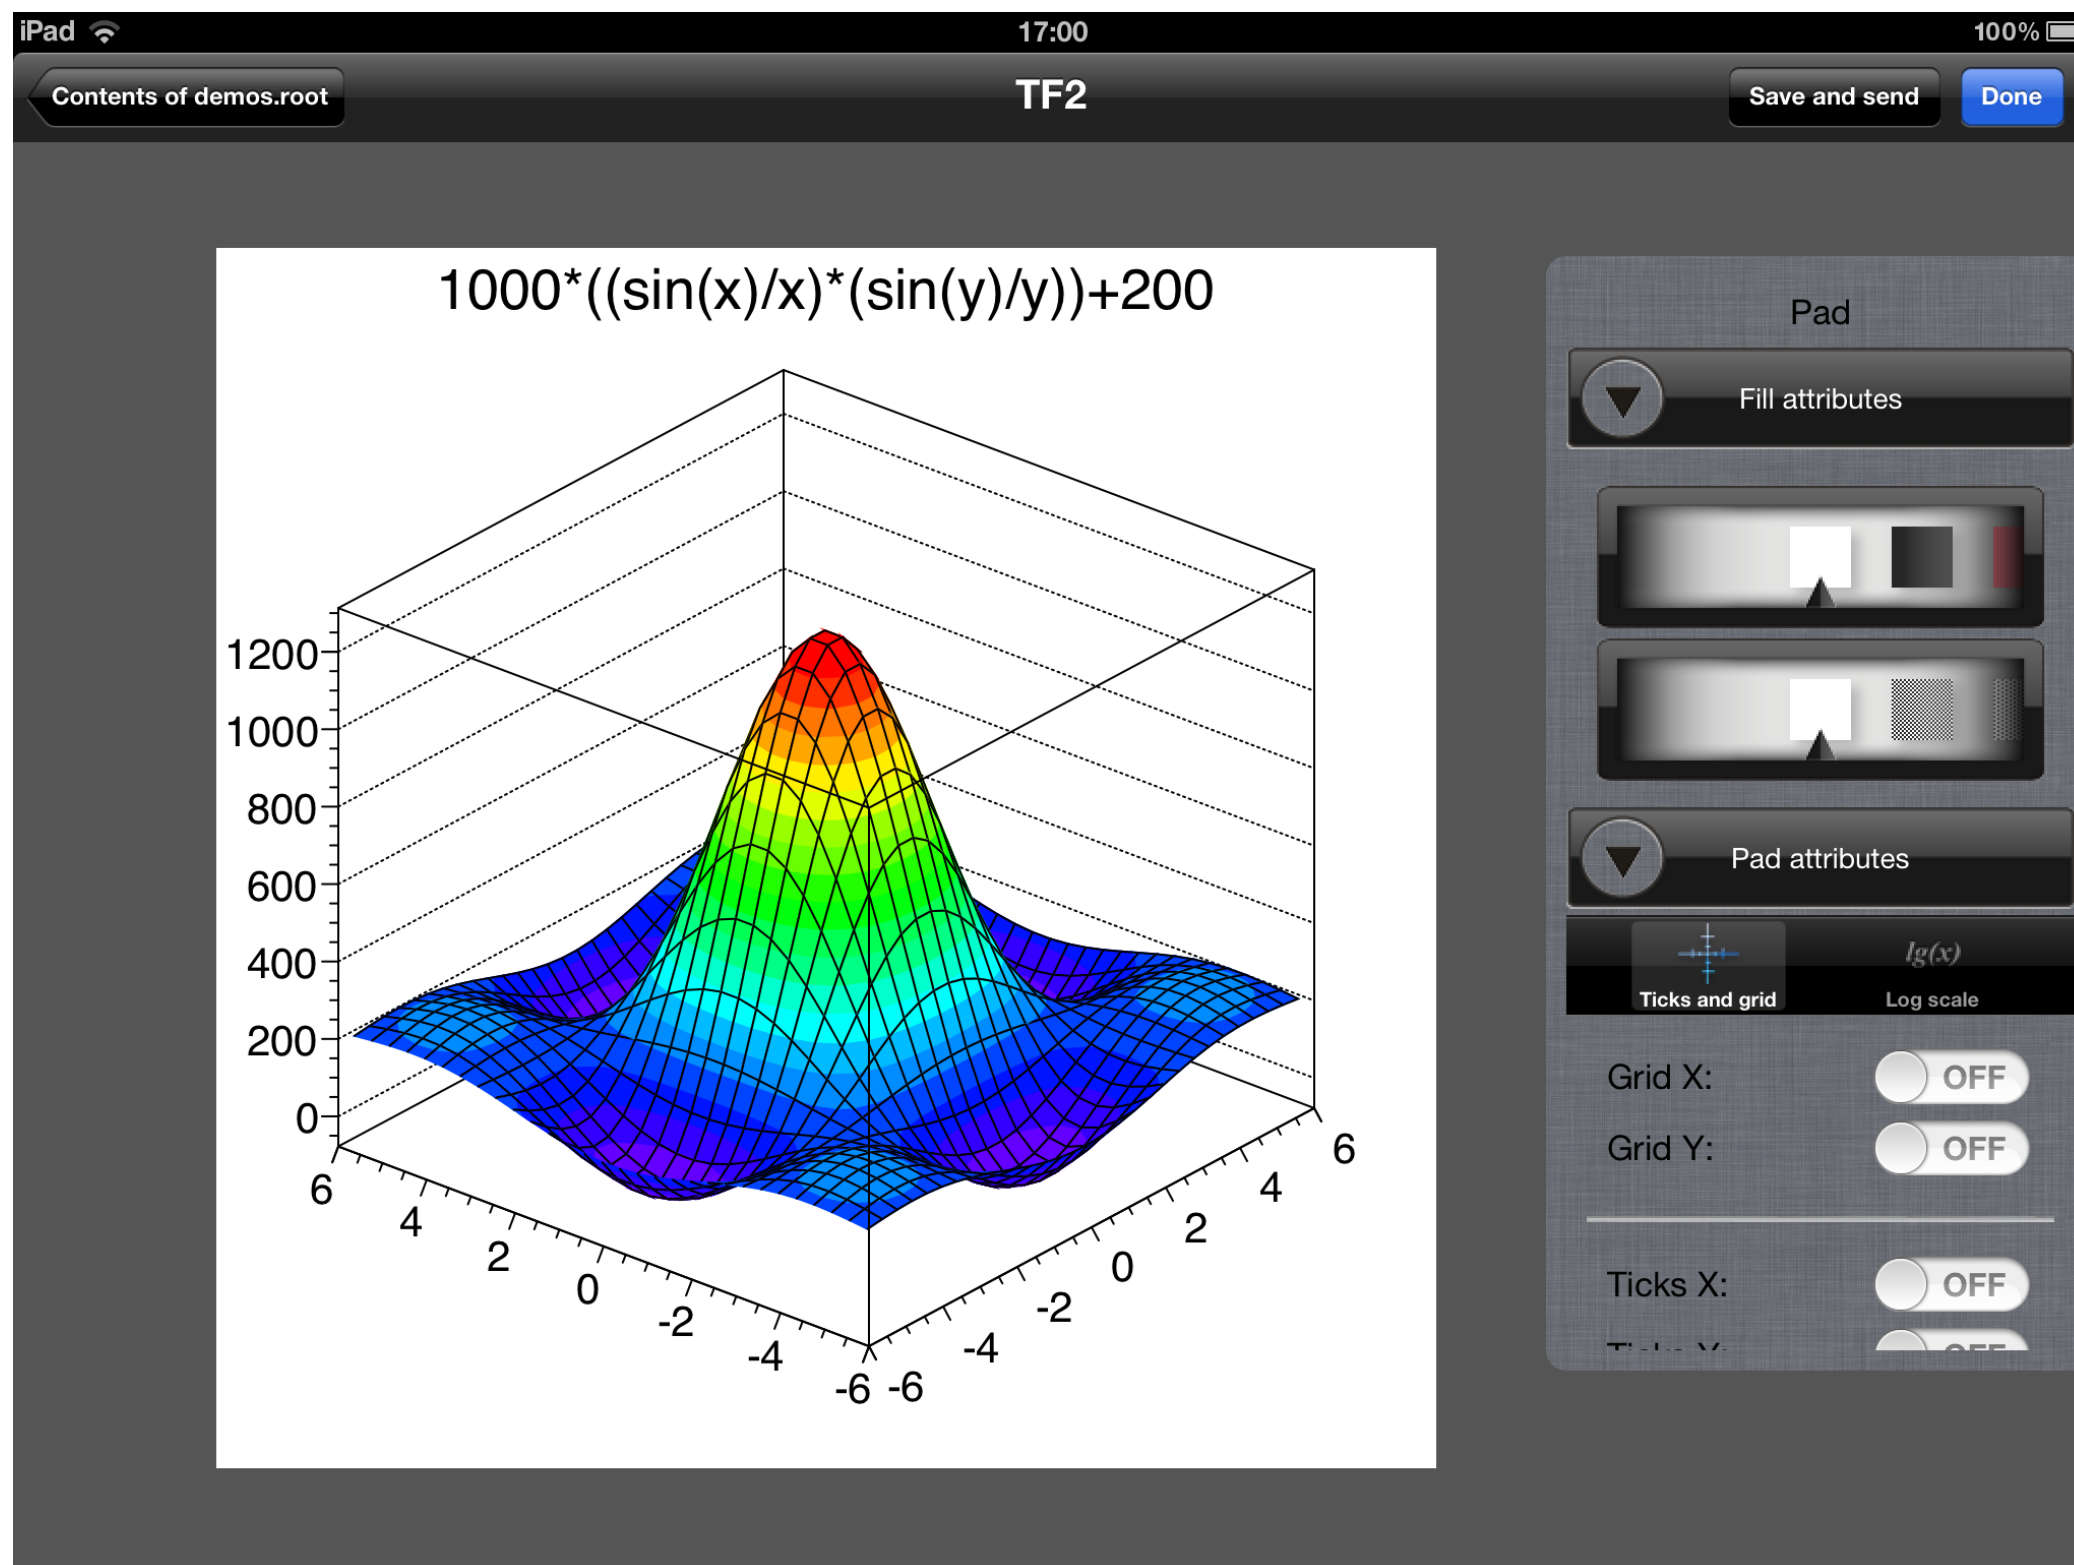 iPad 17:00 100%
Contents of demos.root TF2 Save and send Done
1000*((sin(x)/x)*(sin(y)/y))+200
1200
1000
800
600
400
200
0
6
4
2
0
-2
-4
-6
-6
-4
-2
0
2
4
6
Pad
Fill attributes
Pad attributes
lg(x)
Ticks and grid Log scale
Grid X: OFF
Grid Y: OFF
Ticks X: OFF